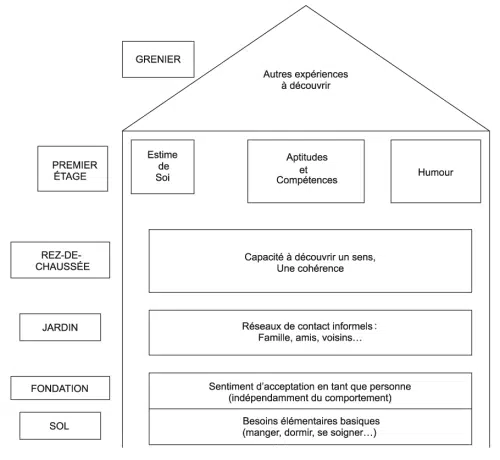 GRENIER
Autres expériences
à découvrir
PREMIER
ÉTAGE
Estime
de
Soi
Aptitudes
et
Compétences
Humour
REZ-DE-
CHAUSSÉE
Capacité à découvrir un sens,
Une cohérence
JARDIN
Réseaux de contact informels :
Famille, amis, voisins…
FONDATION
Sentiment d’acceptation en tant que personne
(indépendamment du comportement)
SOL
Besoins élémentaires basiques
(manger, dormir, se soigner…)